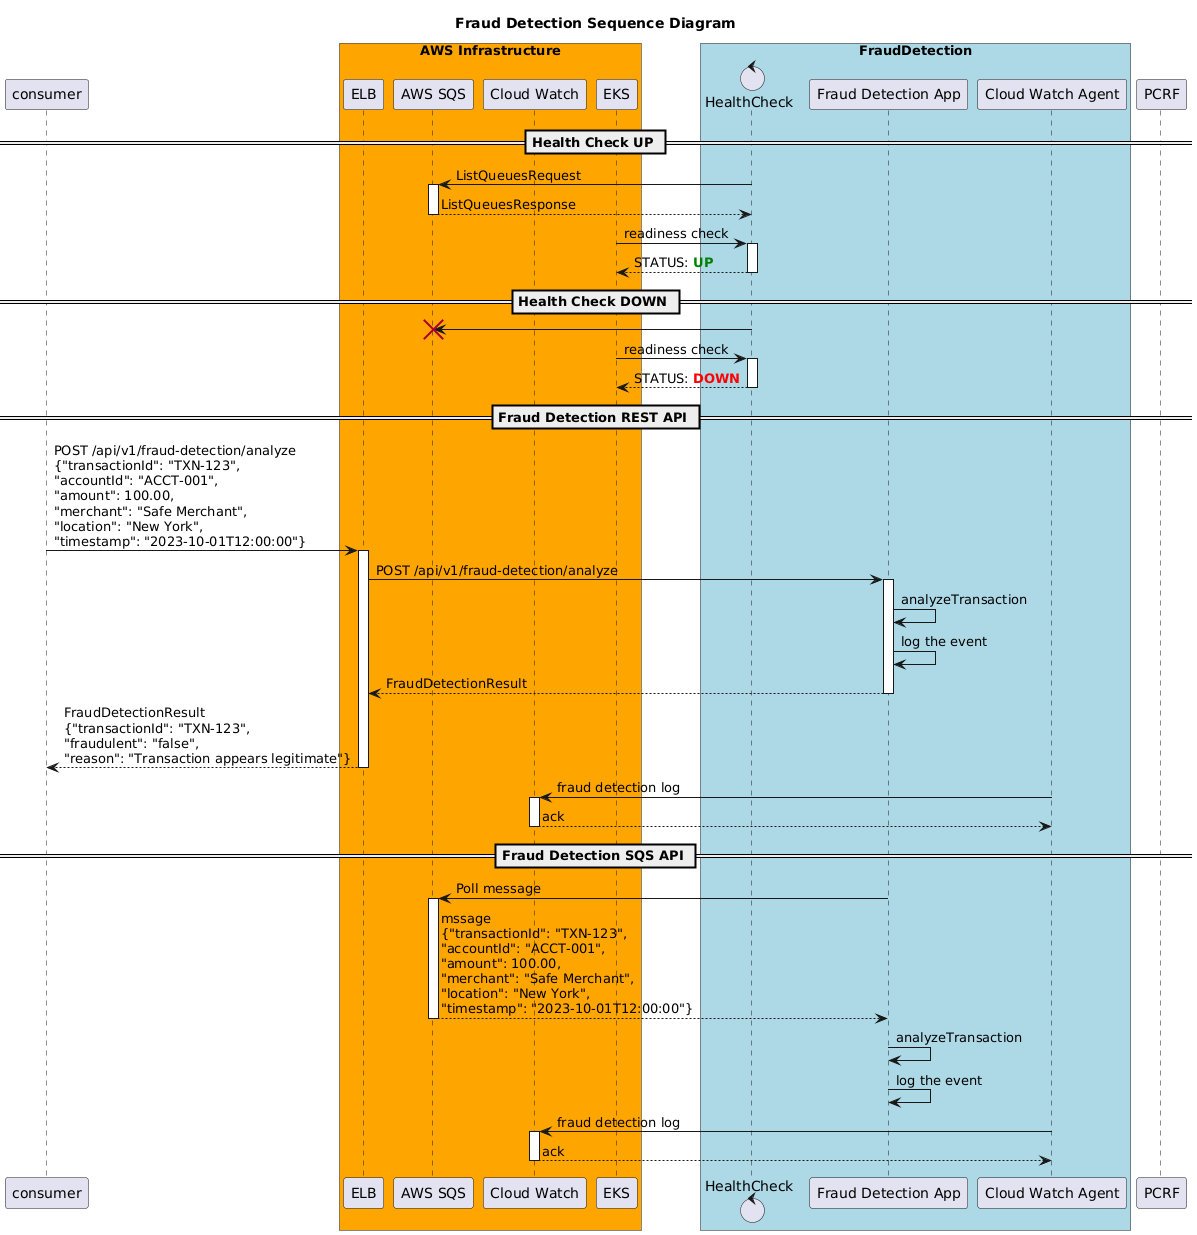 Fraud Detection Sequence Diagram
AWS Infrastructure
FraudDetection
consumer
ELB
AWS SQS
Cloud Watch
EKS
HealthCheck
Fraud Detection App
Cloud Watch Agent
PCRF
Health Check UP
ListQueuesRequest
ListQueuesResponse
readiness check
STATUS: UP
Health Check DOWN
readiness check
STATUS: DOWN
Fraud Detection REST API
POST /api/v1/fraud-detection/analyze
{"transactionId": "TXN-123",
"accountId": "ACCT-001",
"amount": 100.00,
"merchant": "Safe Merchant",
"location": "New York",
"timestamp": "2023-10-01T12:00:00"}
POST /api/v1/fraud-detection/analyze
analyzeTransaction
log the event
FraudDetectionResult
FraudDetectionResult
{"transactionId": "TXN-123",
"fraudulent": "false",
"reason": "Transaction appears legitimate"}
fraud detection log
ack
Fraud Detection SQS API
Poll message
mssage
{"transactionId": "TXN-123",
"accountId": "ACCT-001",
"amount": 100.00,
"merchant": "Safe Merchant",
"location": "New York",
"timestamp": "2023-10-01T12:00:00"}
analyzeTransaction
log the event
fraud detection log
ack
consumer
ELB
AWS SQS
Cloud Watch
EKS
HealthCheck
Fraud Detection App
Cloud Watch Agent
PCRF